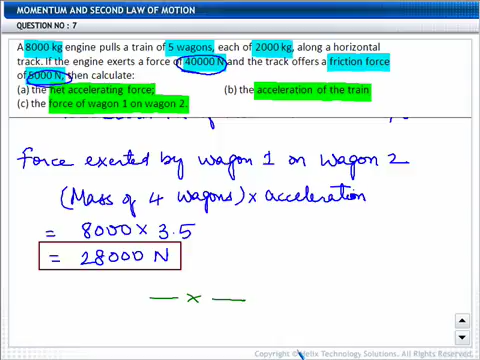 MOMENTUM AND SECOND LAW OF MOTION
QUESTION NO : 7
A 8000 kg engine pulls a train of 5 wagons, each of 2000 kg, along a horizontal
track. If the engine exerts a force of 40000 N and the track offers a friction force
of 5000 N, then calculate:
(a) the net accelerating force; (b) the acceleration of the train
(c) the force of wagon 1 on wagon 2.
Force exerted by wagon 1 on wagon 2
(Mass of 4 wagons) x acceleration
= 8000 x 3.5
= 28000 N
— x —
Copyright © Helix Technology Solutions. All Rights Reserved.